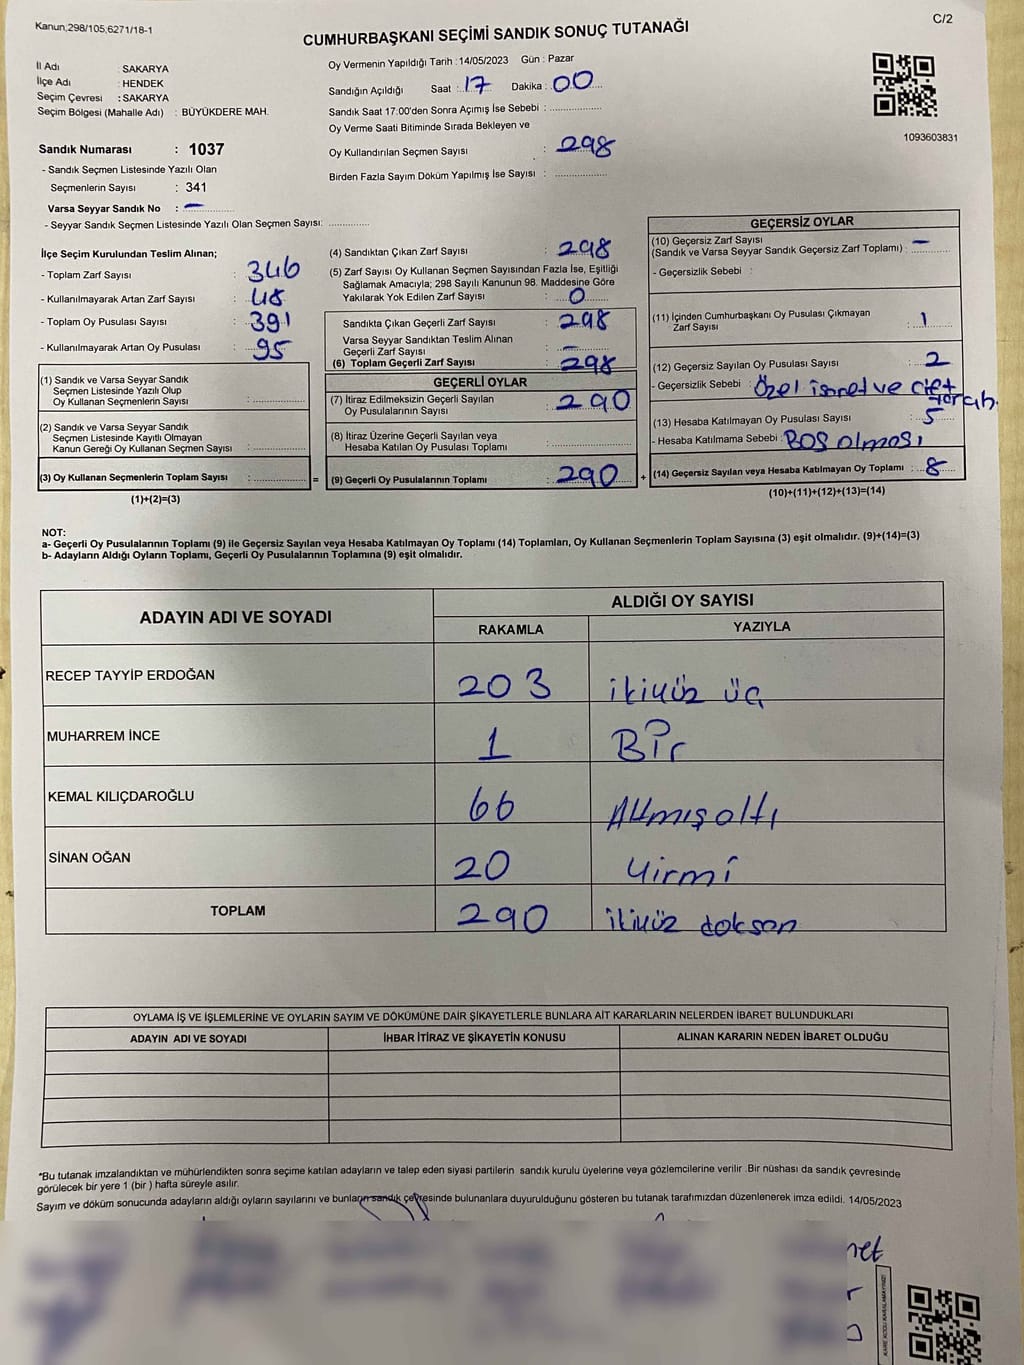 Kanun,298/105,6271/18-1
C/2
CUMHURBAŞKANI SEÇİMİ SANDIK SONUÇ TUTANAĞI
İl Adı : SAKARYA
İlçe Adı : HENDEK
Seçim Çevresi : SAKARYA
Seçim Bölgesi (Mahalle Adı) : BÜYÜKDERE MAH.
Sandık Numarası : 1037
- Sandık Seçmen Listesinde Yazılı Olan
Seçmenlerin Sayısı : 341
Varsa Seyyar Sandık No : –
- Seyyar Sandık Seçmen Listesinde Yazılı Olan Seçmen Sayısı: ..............
Oy Vermenin Yapıldığı Tarih : 14/05/2023 Gün : Pazar
Sandığın Açıldığı Saat : 17 Dakika : 00
Sandık Saat 17:00'den Sonra Açımış İse Sebebi : ..............
Oy Verme Saati Bitiminde Sırada Bekleyen ve
Oy Kullandırılan Seçmen Sayısı : 298
Birden Fazla Sayım Döküm Yapılmış İse Sayısı : ..............
1093603831
İlçe Seçim Kurulundan Teslim Alınan;
- Toplam Zarf Sayısı : 346
- Kullanılmayarak Artan Zarf Sayısı : 48
- Toplam Oy Pusulası Sayısı : 391
- Kullanılmayarak Artan Oy Pusulası : 95
(1) Sandık ve Varsa Seyyar Sandık
Seçmen Listesinde Yazılı Olup
Oy Kullanan Seçmenlerin Sayısı : ..............
(2) Sandık ve Varsa Seyyar Sandık
Seçmen Listesinde Kayıtlı Olmayan
Kanun Gereği Oy Kullanan Seçmen Sayısı : ..............
(3) Oy Kullanan Seçmenlerin Toplam Sayısı : .............. =
(1)+(2)=(3)
(4) Sandıktan Çıkan Zarf Sayısı : 298
(5) Zarf Sayısı Oy Kullanan Seçmen Sayısından Fazla İse, Eşitliği
Sağlamak Amacıyla; 298 Sayılı Kanunun 98. Maddesine Göre
Yakılarak Yok Edilen Zarf Sayısı : 0
Sandıkta Çıkan Geçerli Zarf Sayısı : 298
Varsa Seyyar Sandıktan Teslim Alınan
Geçerli Zarf Sayısı : –
(6) Toplam Geçerli Zarf Sayısı : 298
GEÇERLİ OYLAR
(7) İtiraz Edilmeksizin Geçerli Sayılan
Oy Pusulalarının Sayısı : 290
(8) İtiraz Üzerine Geçerli Sayılan veya
Hesaba Katılan Oy Pusulası Toplamı : ..............
(9) Geçerli Oy Pusulalarının Toplamı : 290 +
GEÇERSİZ OYLAR
(10) Geçersiz Zarf Sayısı
(Sandık ve Varsa Seyyar Sandık Geçersiz Zarf Toplamı) : –
- Geçersizlik Sebebi :
(11) İçinden Cumhurbaşkanı Oy Pusulası Çıkmayan
Zarf Sayısı : 1
(12) Geçersiz Sayılan Oy Pusulası Sayısı : 2
- Geçersizlik Sebebi : Özel işaret ve çift
(13) Hesaba Katılmayan Oy Pusulası Sayısı : 5
- Hesaba Katılmama Sebebi : Boş olması
(14) Geçersiz Sayılan veya Hesaba Katılmayan Oy Toplamı : 8
(10)+(11)+(12)+(13)=(14)
NOT:
a- Geçerli Oy Pusulalarının Toplamı (9) ile Geçersiz Sayılan veya Hesaba Katılmayan Oy Toplamı (14) Toplamları, Oy Kullanan Seçmenlerin Toplam Sayısına (3) eşit olmalıdır. (9)+(14)=(3)
b- Adayların Aldığı Oyların Toplamı, Geçerli Oy Pusulalarının Toplamına (9) eşit olmalıdır.
ADAYIN ADI VE SOYADI ALDIĞI OY SAYISI
RAKAMLA YAZIYLA
RECEP TAYYİP ERDOĞAN 203 ikiyüz üç
MUHARREM İNCE 1 Bir
KEMAL KILIÇDAROĞLU 66 Altmışaltı
SİNAN OĞAN 20 Yirmi
TOPLAM 290 ikiyüz doksan
OYLAMA İŞ VE İŞLEMLERİNE VE OYLARIN SAYIM VE DÖKÜMÜNE DAİR ŞİKAYETLERLE BUNLARA AİT KARARLARIN NELERDEN İBARET BULUNDUKLARI
ADAYIN ADI VE SOYADI İHBAR İTİRAZ VE ŞİKAYETİN KONUSU ALINAN KARARIN NEDEN İBARET OLDUĞU
*Bu tutanak imzalandıktan ve mühürlendikten sonra seçime katılan adayların ve talep eden siyasi partilerin sandık kurulu üyelerine veya gözlemcilerine verilir .Bir nüshası da sandık çevresinde
görülecek bir yere 1 (bir ) hafta süreyle asılır.
Sayım ve döküm sonucunda adayların aldığı oyların sayılarını ve bunların sandık çevresinde bulunanlara duyurulduğunu gösteren bu tutanak tarafımızdan düzenlenerek imza edildi. 14/05/2023